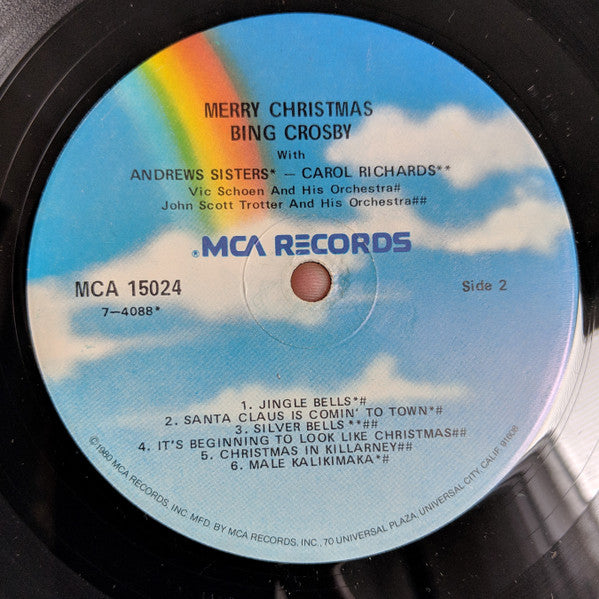 MERRY CHRISTMAS
BING CROSBY
With
ANDREWS SISTERS* — CAROL RICHARDS**
Vic Schoen And His Orchestra#
John Scott Trotter And His Orchestra##
®MCA RECORDS
MCA 15024
Side 2
7—4088*
1. JINGLE BELLS*#
2. SANTA CLAUS IS COMIN' TO TOWN*#
3. SILVER BELLS **##
4. IT'S BEGINNING TO LOOK LIKE CHRISTMAS##
5. CHRISTMAS IN KILLARNEY##
6. MALE KALIKIMAKA*#
©1980 MCA RECORDS, INC. MFD. BY MCA RECORDS, INC., 70 UNIVERSAL PLAZA, UNIVERSAL CITY, CALIF. 91608